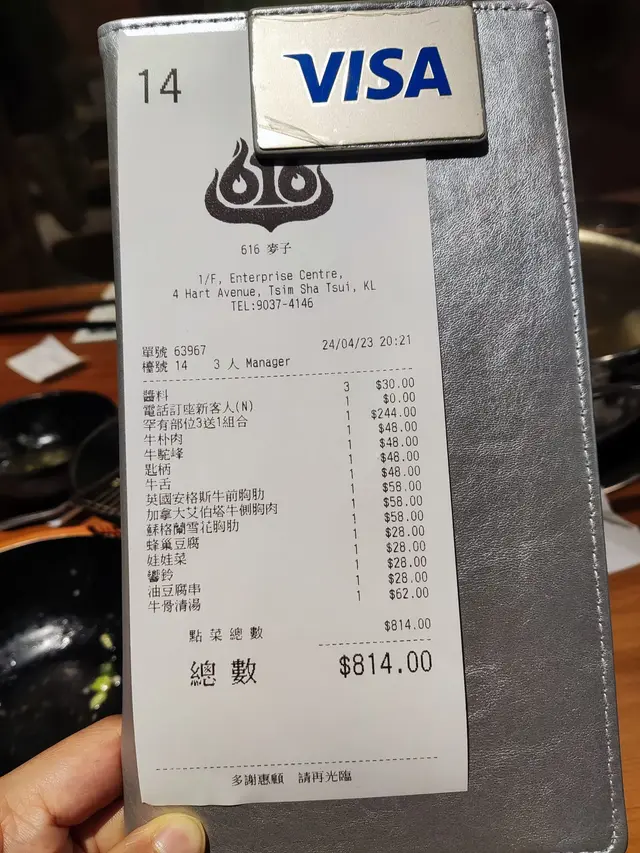 VISA
14
616
616 麥子
1/F, Enterprise Centre,
4 Hart Avenue, Tsim Sha Tsui, KL
TEL:9037-4146
單號 63967 24/04/23 20:21
檯號 14 3 人 Manager
醬料 3 $30.00
電話訂座新客人(N) 1 $0.00
罕有部位3送1組合 1 $244.00
牛朴肉 1 $48.00
牛駝峰 1 $48.00
匙柄 1 $48.00
牛舌 1 $48.00
英國安格斯牛前胸肋 1 $58.00
加拿大艾伯塔牛側胸肉 1 $58.00
蘇格蘭雪花胸肋 1 $58.00
蜂巢豆腐 1 $28.00
娃娃菜 1 $28.00
響鈴 1 $28.00
油豆腐串 1 $28.00
牛骨清湯 1 $62.00
點菜總數 $814.00
總數 $814.00
多謝惠顧 請再光臨